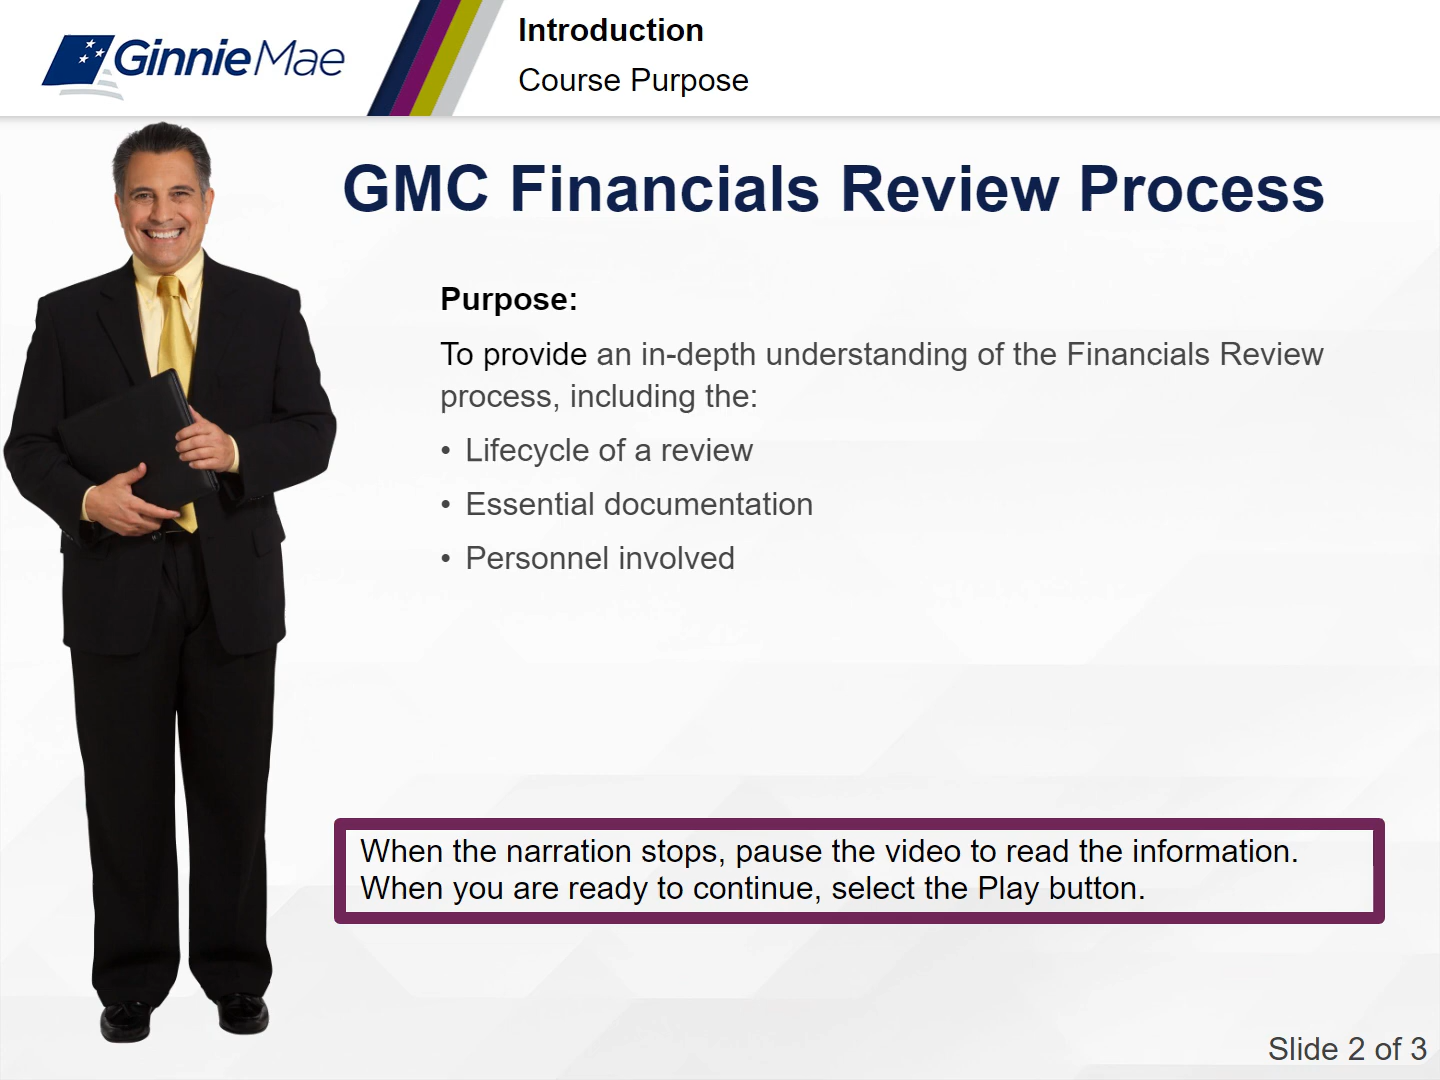 GinnieMae
Introduction
Course Purpose
GMC Financials Review Process
Purpose:
To provide an in-depth understanding of the Financials Review
process, including the:
• Lifecycle of a review
• Essential documentation
• Personnel involved
When the narration stops, pause the video to read the information.
When you are ready to continue, select the Play button.
Slide 2 of 3